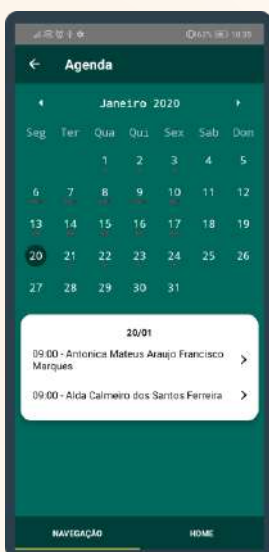 ← Agenda
Janeiro 2020
Seg Ter Qua Qui Sex Sab Dom
1 2 3 4 5
6 7 8 9 10 11 12
13 14 15 16 17 18 19
20 21 22 23 24 25 26
27 28 29 30 31
20/01
09:00 - Antonica Mateus Araujo Francisco
Marques
09:00 - Alda Calmeiro dos Santos Ferreira
NAVEGAÇÃO HOME